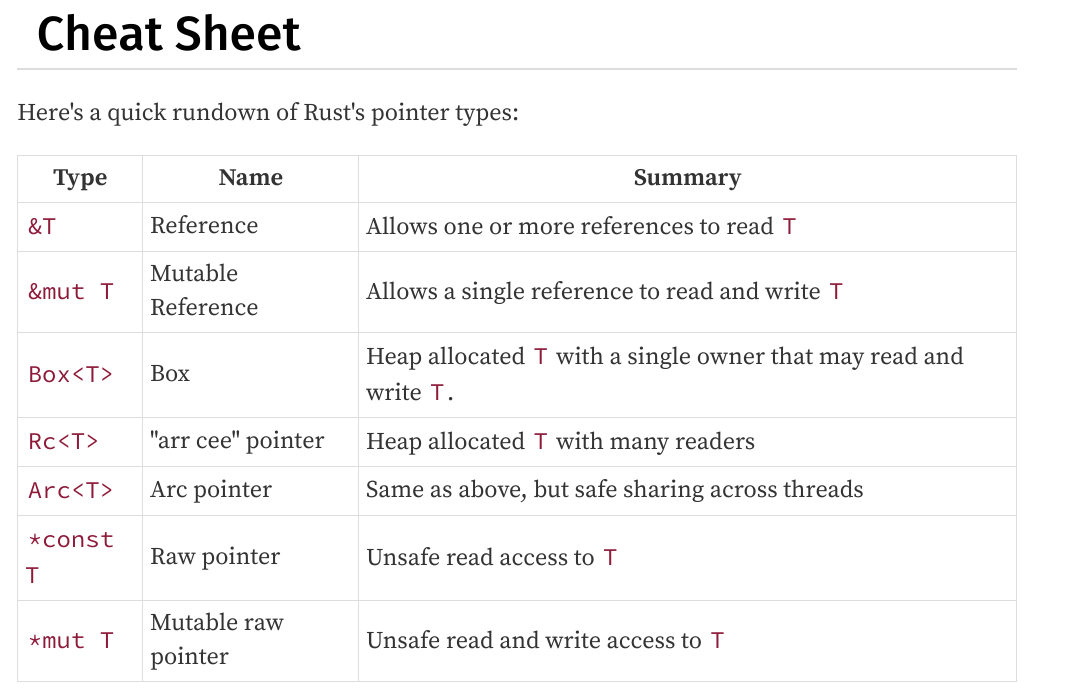 Cheat Sheet
Here's a quick rundown of Rust's pointer types:
Type Name Summary
&T Reference Allows one or more references to read T
&mut T Mutable
Reference Allows a single reference to read and write T
Box<T> Box Heap allocated T with a single owner that may read and
write T.
Rc<T> "arr cee" pointer Heap allocated T with many readers
Arc<T> Arc pointer Same as above, but safe sharing across threads
*const
T Raw pointer Unsafe read access to T
*mut T Mutable raw
pointer Unsafe read and write access to T